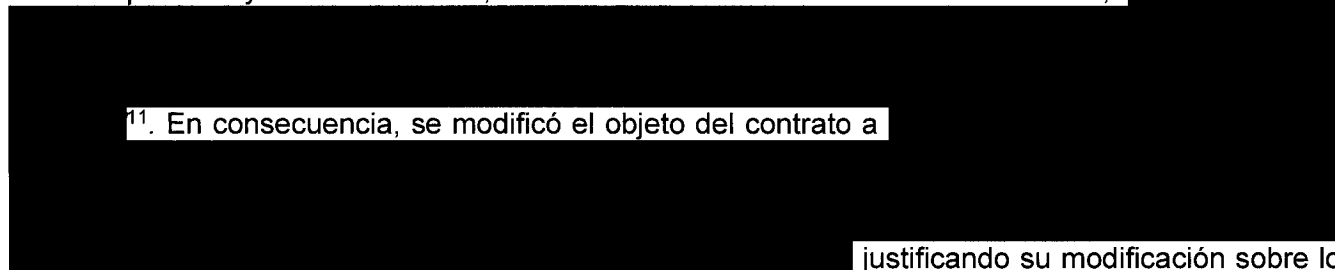 ¹¹. En consecuencia, se modificó el objeto del contrato a
justificando su modificación sobre lo